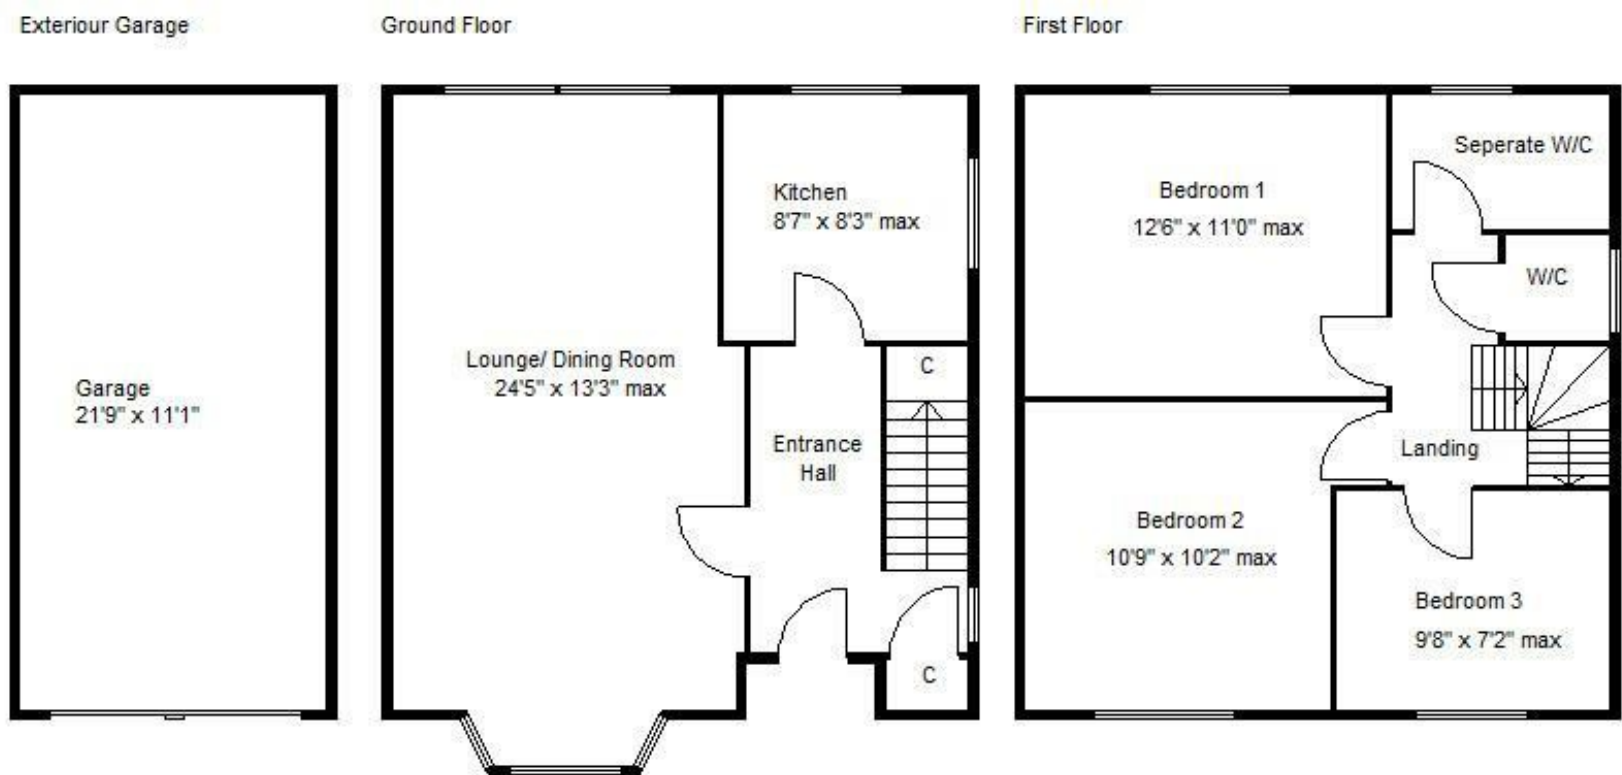 Exteriour Garage
Ground Floor
First Floor
Garage
21'9" x 11'1"
Lounge/ Dining Room
24'5" x 13'3" max
Kitchen
8'7" x 8'3" max
Entrance
Hall
C
C
Bedroom 1
12'6" x 11'0" max
Seperate W/C
W/C
Landing
Bedroom 2
10'9" x 10'2" max
Bedroom 3
9'8" x 7'2" max